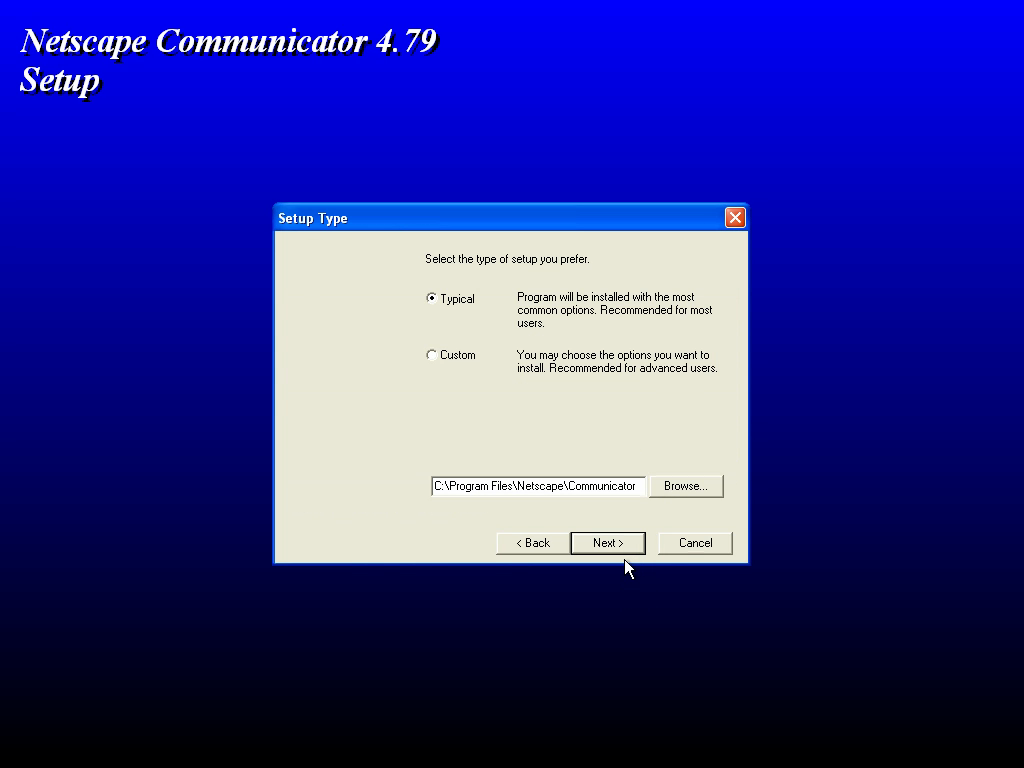 Netscape Communicator 4.79
Setup
Setup Type
Select the type of setup you prefer.
Typical
Program will be installed with the most
common options. Recommended for most
users.
Custom
You may choose the options you want to
install. Recommended for advanced users.
C:\Program Files\Netscape\Communicator
Browse...
< Back
Next >
Cancel